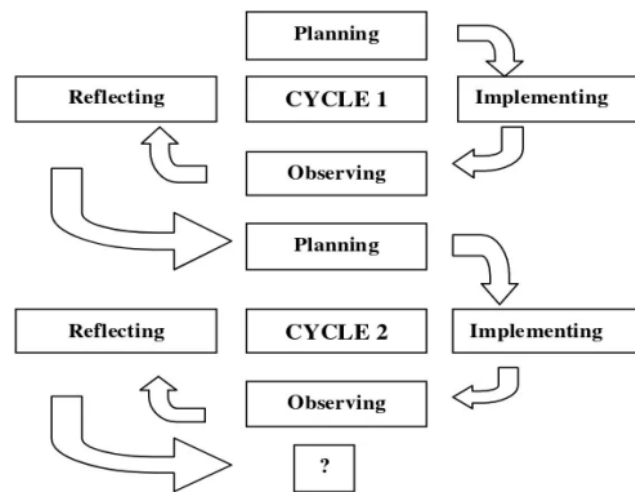 Planning
Reflecting
CYCLE 1
Implementing
Observing
Planning
Reflecting
CYCLE 2
Implementing
Observing
?